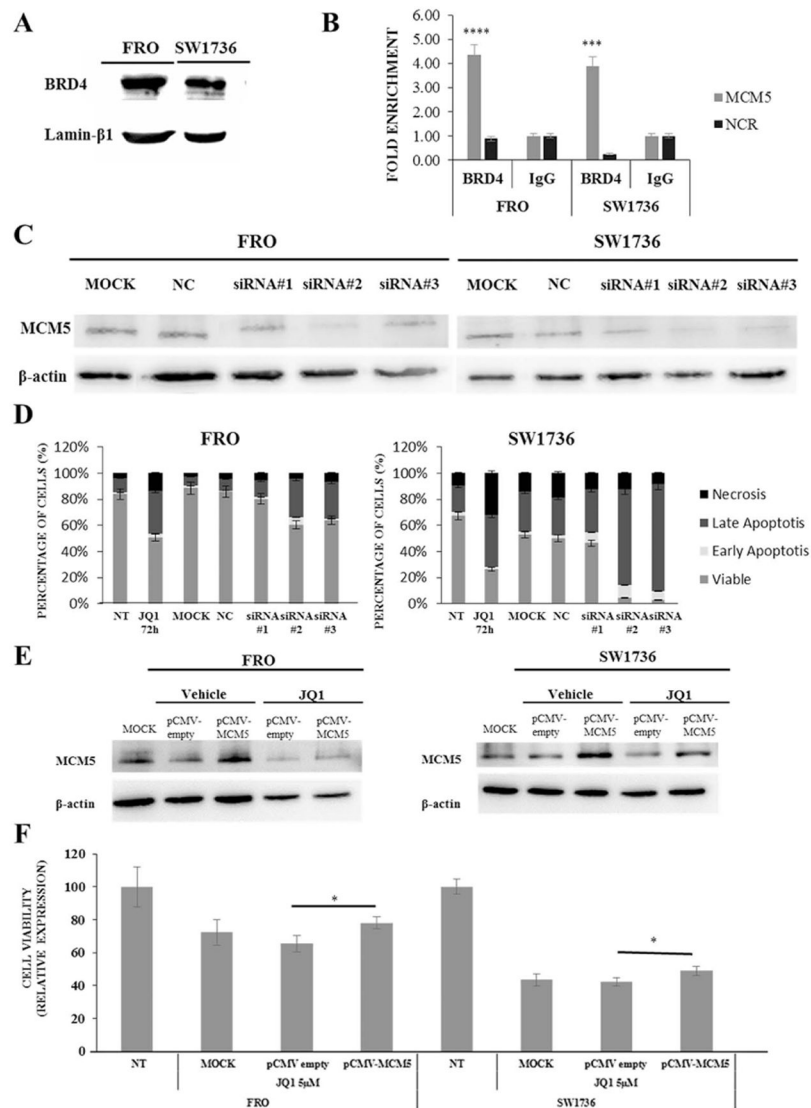 A
FRO SW1736
BRD4
Lamin-β1
B
FOLD ENRICHMENT
6.00
5.00
4.00
3.00
2.00
1.00
0.00
**** ***
MCM5
NCR
BRD4 IgG BRD4 IgG
FRO SW1736
C
FRO SW1736
MOCK NC siRNA#1 siRNA#2 siRNA#3 MOCK NC siRNA#1 siRNA#2 siRNA#3
MCM5
β-actin
D
FRO
PERCENTAGE OF CELLS (%)
120%
100%
80%
60%
40%
20%
0%
NT JQ1 MOCK NC siRNA siRNA siRNA
72h #1 #2 #3
SW1736
PERCENTAGE OF CELLS (%)
120%
100%
80%
60%
40%
20%
0%
NT JQ1 MOCK NC siRNA siRNA siRNA
72h #1 #2 #3
Necrosis
Late Apoptotis
Early Apoptotis
Viable
E
FRO
Vehicle JQ1
MOCK pCMV-empty pCMV-MCM5 pCMV-empty pCMV-MCM5
MCM5
β-actin
SW1736
Vehicle JQ1
MOCK pCMV-empty pCMV-MCM5 pCMV-empty pCMV-MCM5
MCM5
β-actin
F
CELL VIABILITY
(RELATIVE EXPRESSION)
120
100
80
60
40
20
0
* *
NT MOCK pCMV empty pCMV-MCM5 NT MOCK pCMV empty pCMV-MCM5
JQ1 5µM JQ1 5µM
FRO SW1736